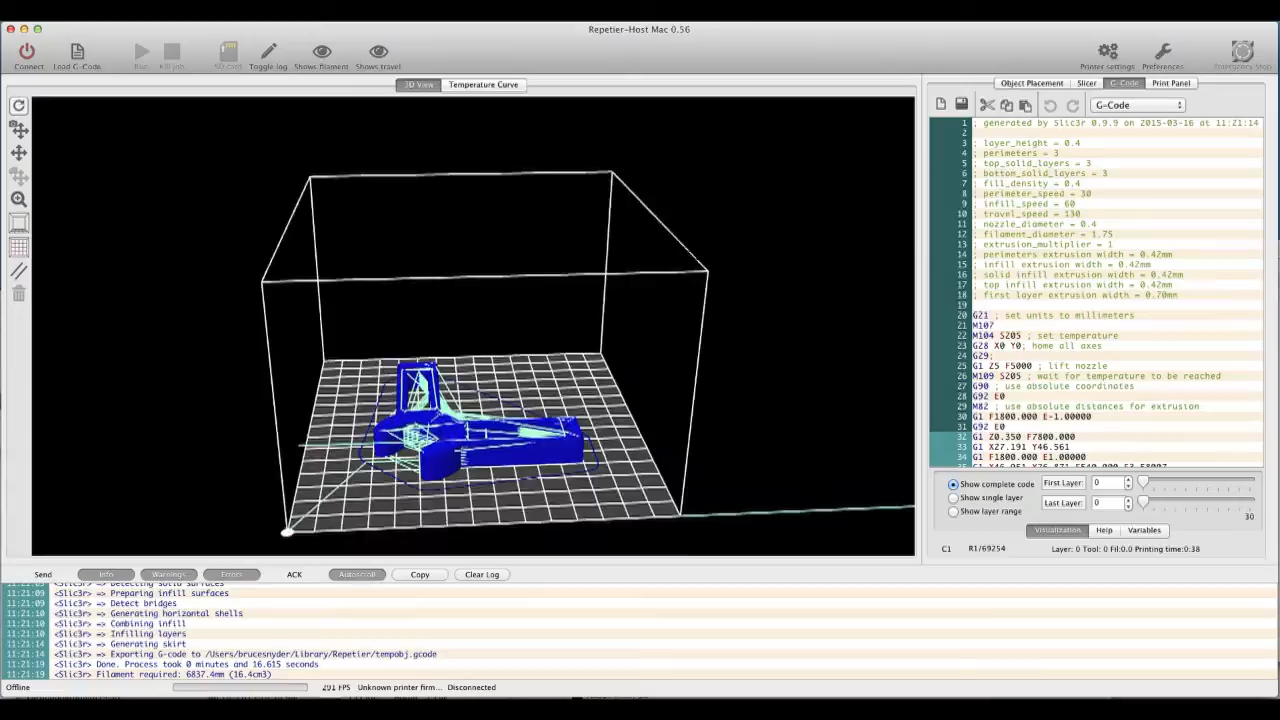 Repetier-Host Mac 0.56
Connect Load G-Code Run Kill job SD card Toggle log Shows filament Shows travel Printer settings Preferences Emergency Stop
3D View Temperature Curve
Object Placement Slicer G-Code Print Panel
G-Code
1 ; generated by Slic3r 0.9.9 on 2015-03-16 at 11:21:14
2
3 ; layer_height = 0.4
4 ; perimeters = 3
5 ; top_solid_layers = 3
6 ; bottom_solid_layers = 3
7 ; fill_density = 0.4
8 ; perimeter_speed = 30
9 ; infill_speed = 60
10 ; travel_speed = 130
11 ; nozzle_diameter = 0.4
12 ; filament_diameter = 1.75
13 ; extrusion_multiplier = 1
14 ; perimeters extrusion width = 0.42mm
15 ; infill extrusion width = 0.42mm
16 ; solid infill extrusion width = 0.42mm
17 ; top infill extrusion width = 0.42mm
18 ; first layer extrusion width = 0.70mm
19
20 G21 ; set units to millimeters
21 M107
22 M104 S205 ; set temperature
23 G28 X0 Y0; home all axes
24 G29;
25 G1 Z5 F5000 ; lift nozzle
26 M109 S205 ; wait for temperature to be reached
27 G90 ; use absolute coordinates
28 G92 E0
29 M82 ; use absolute distances for extrusion
30 G1 F1800.000 E-1.00000
31 G92 E0
32 G1 Z0.350 F7800.000
33 G1 X27.191 Y46.561
34 G1 F1800.000 E1.00000
Show complete code First Layer: 0
Show single layer
Last Layer: 0
Show layer range
30
Visualization Help Variables
C1 R1/69254 Layer: 0 Tool: 0 Fil:0.0 Printing time:0:38
Send Info Warnings Errors ACK Autoscroll Copy Clear Log
11:21:09 <Slic3r> => Detecting solid surfaces
11:21:09 <Slic3r> => Preparing infill surfaces
11:21:09 <Slic3r> => Detect bridges
11:21:10 <Slic3r> => Generating horizontal shells
11:21:10 <Slic3r> => Combining infill
11:21:10 <Slic3r> => Infilling layers
11:21:14 <Slic3r> => Generating skirt
11:21:14 <Slic3r> => Exporting G-code to /Users/brucesnyder/Library/Repetier/tempobj.gcode
11:21:19 <Slic3r> Done. Process took 0 minutes and 16.615 seconds
11:21:19 <Slic3r> Filament required: 6837.4mm (16.4cm3)
Offline 201 FPS Unknown printer firm... Disconnected